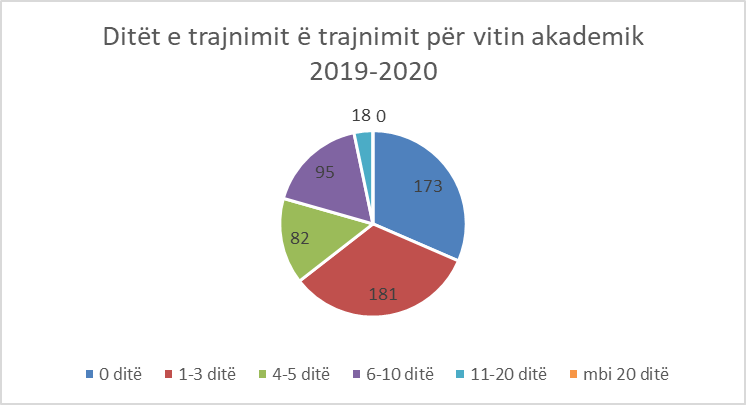 Ditët e trajnimit ë trajnimit për vitin akademik
2019-2020
18 0
95 173
82
181
0 ditë 1-3 ditë 4-5 ditë 6-10 ditë 11-20 ditë mbi 20 ditë